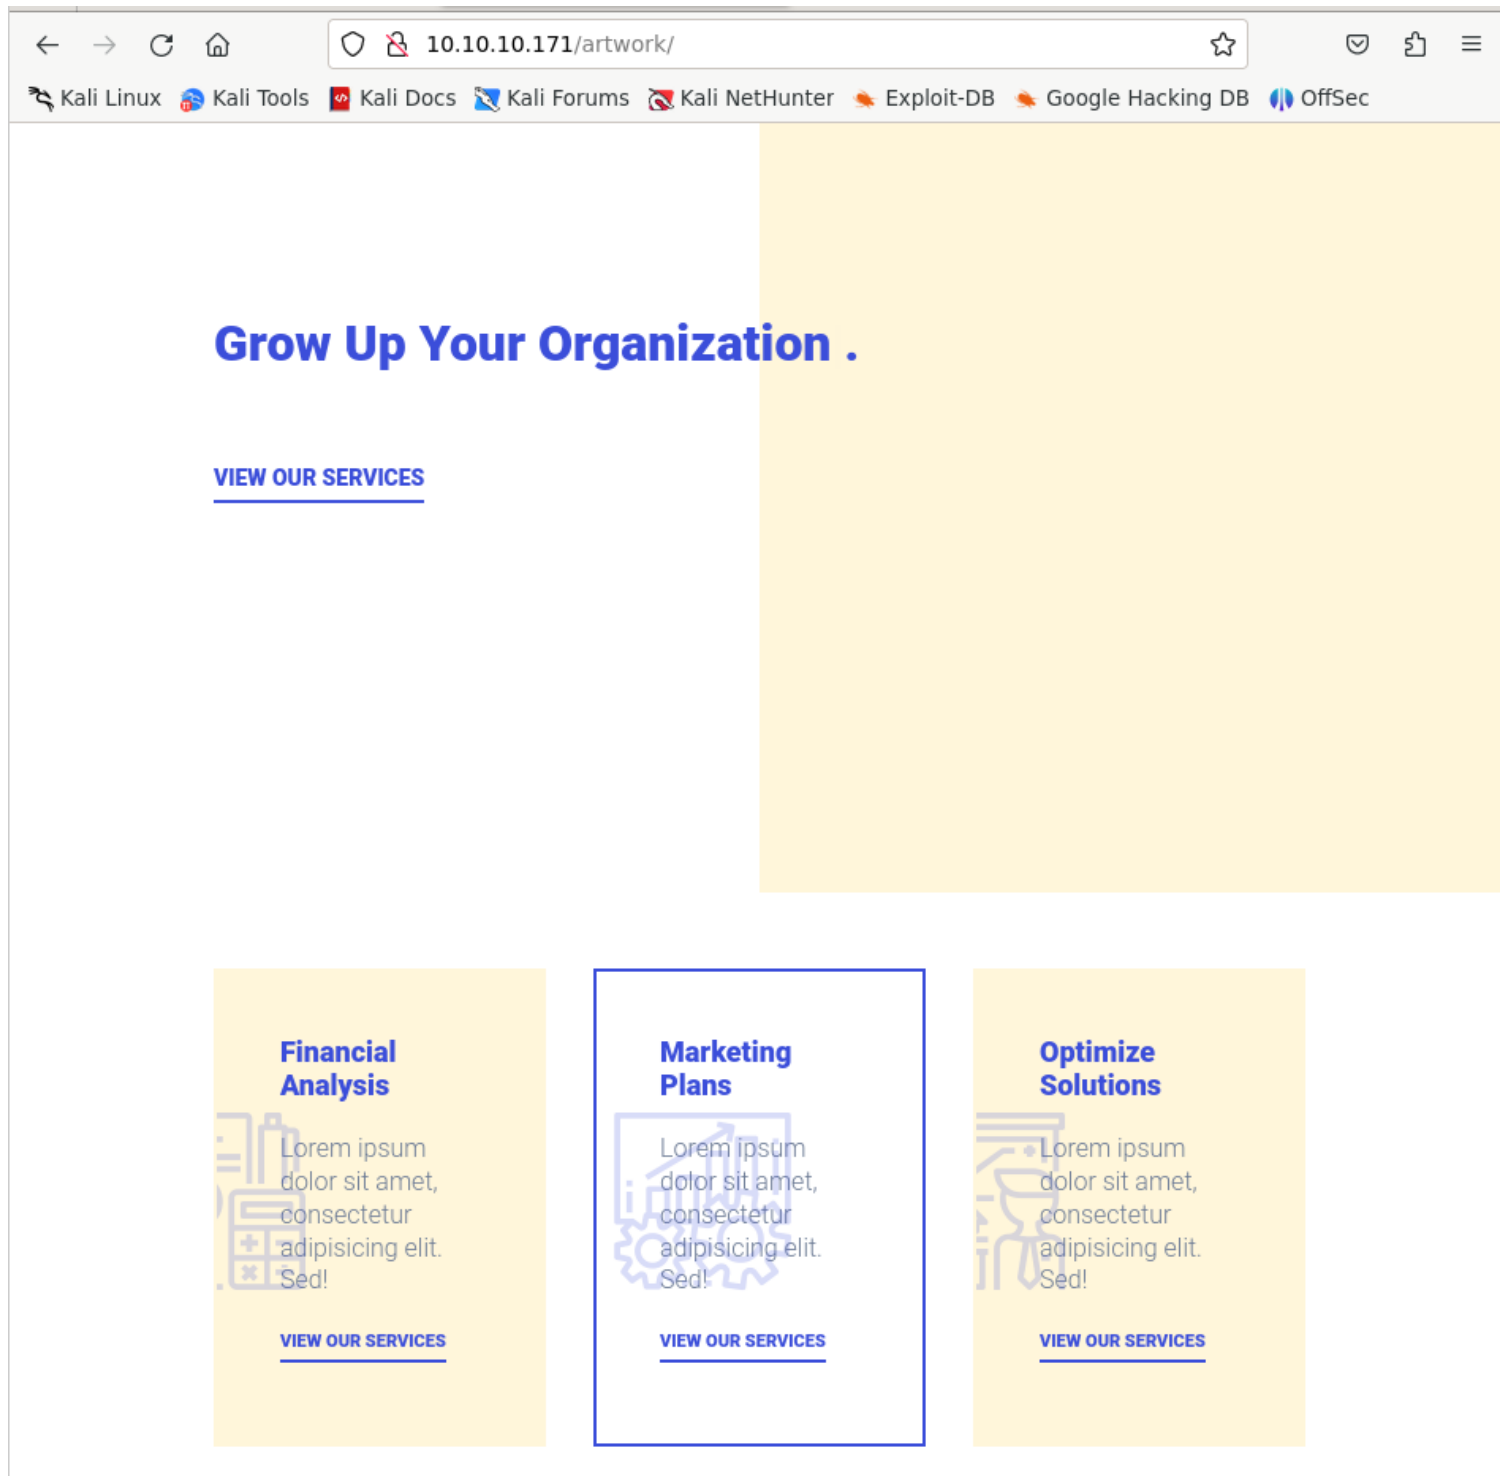 10.10.10.171/artwork/
Kali Linux Kali Tools Kali Docs Kali Forums Kali NetHunter Exploit-DB Google Hacking DB OffSec
Grow Up Your Organization .
VIEW OUR SERVICES
Financial
Analysis
Lorem ipsum
dolor sit amet,
consectetur
adipisicing elit.
Sed!
VIEW OUR SERVICES
Marketing
Plans
Lorem ipsum
dolor sit amet,
consectetur
adipisicing elit.
Sed!
VIEW OUR SERVICES
Optimize
Solutions
Lorem ipsum
dolor sit amet,
consectetur
adipisicing elit.
Sed!
VIEW OUR SERVICES